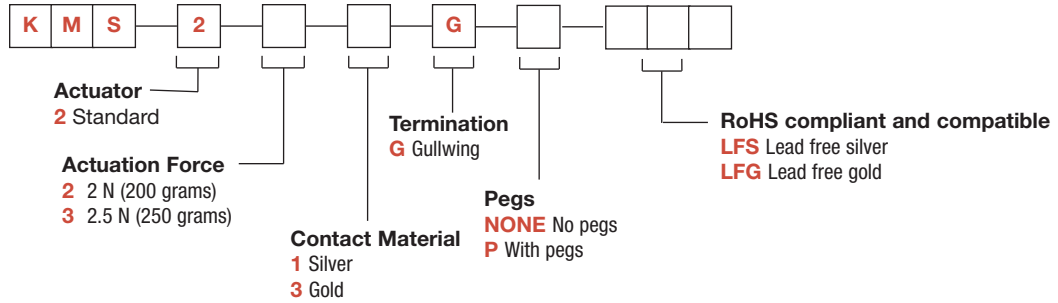 K M S 2 G
Actuator
2 Standard
Actuation Force
2 2 N (200 grams)
3 2.5 N (250 grams)
Contact Material
1 Silver
3 Gold
Termination
G Gullwing
Pegs
NONE No pegs
P With pegs
RoHS compliant and compatible
LFS Lead free silver
LFG Lead free gold